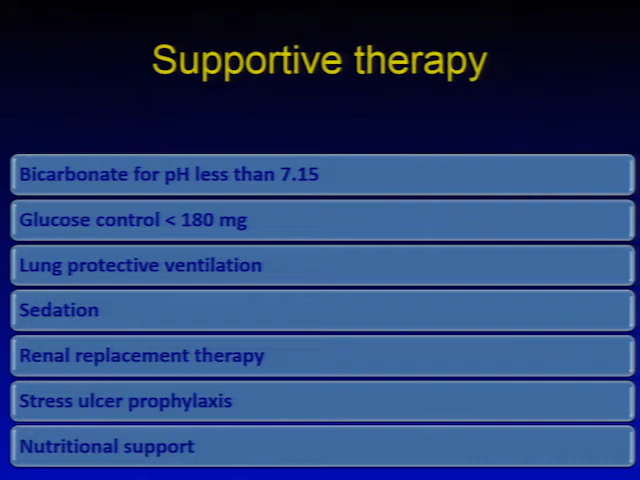 Supportive therapy
Bicarbonate for pH less than 7.15
Glucose control < 180 mg
Lung protective ventilation
Sedation
Renal replacement therapy
Stress ulcer prophylaxis
Nutritional support